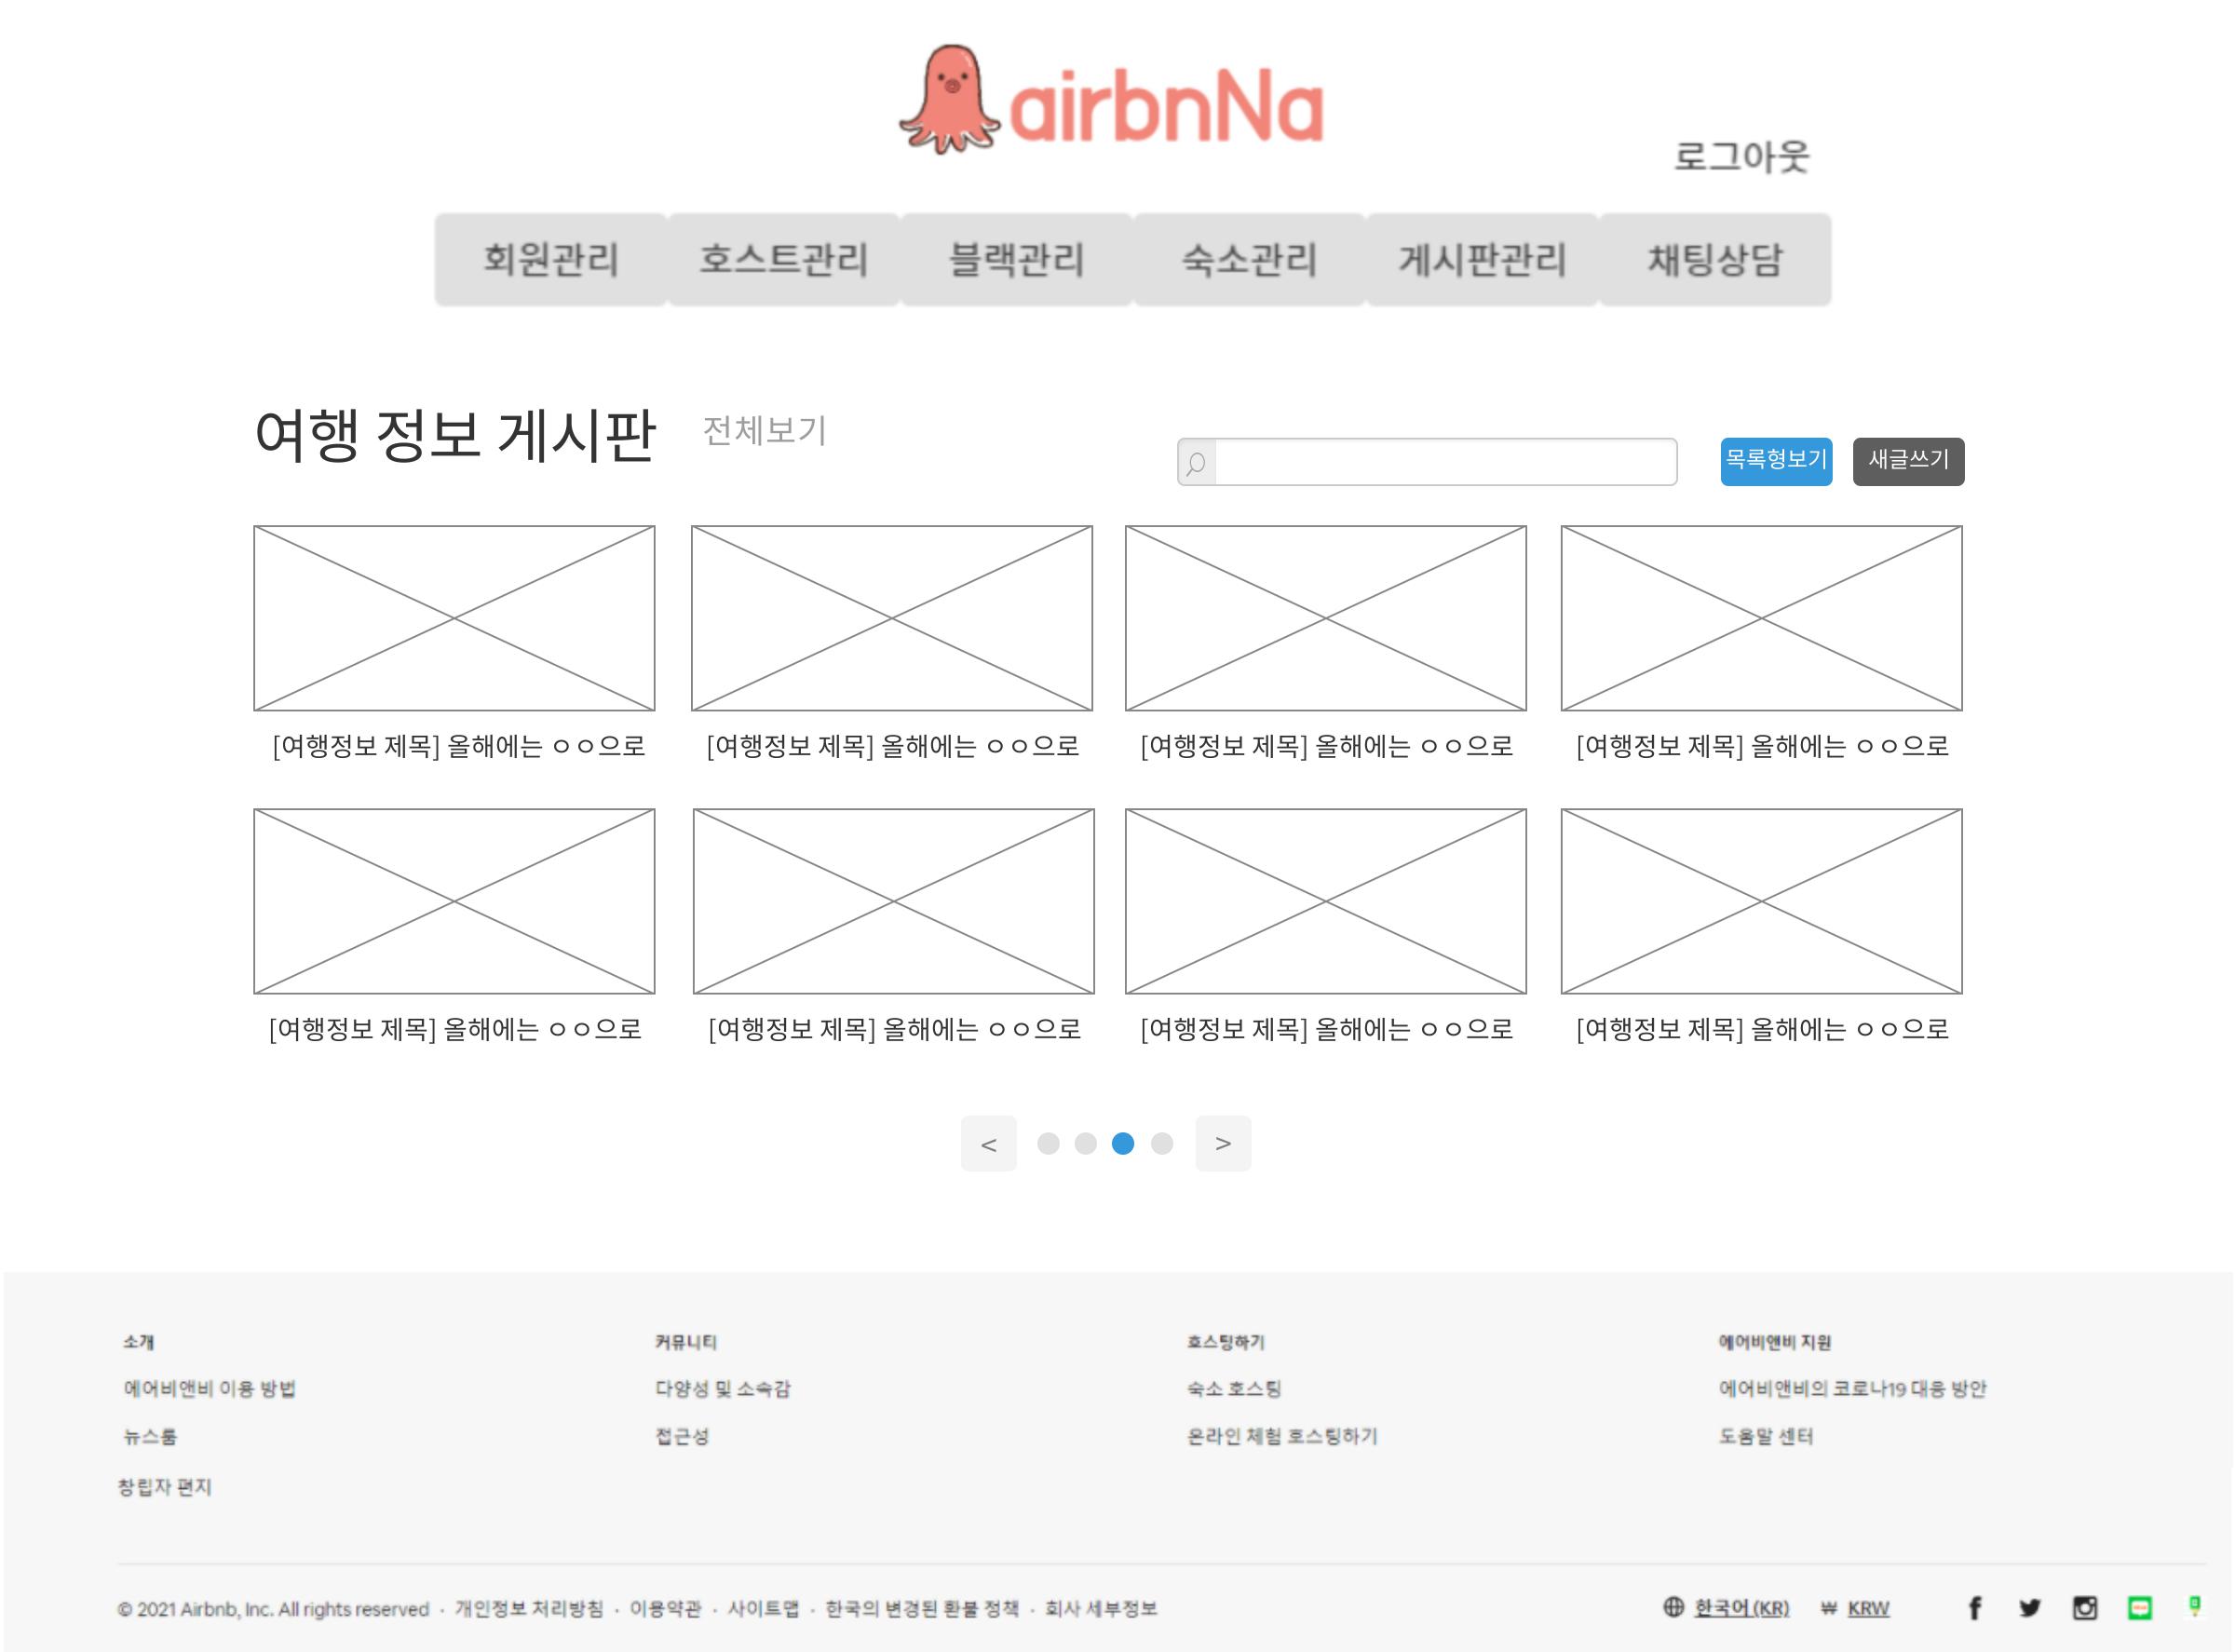 airbnNa
로그아웃
회원관리 호스트관리 블랙관리 숙소관리 게시판관리 채팅상담
여행 정보 게시판 전체보기
목록형보기 새글쓰기
[여행정보 제목] 올해에는 ㅇㅇ으로 [여행정보 제목] 올해에는 ㅇㅇ으로 [여행정보 제목] 올해에는 ㅇㅇ으로 [여행정보 제목] 올해에는 ㅇㅇ으로
[여행정보 제목] 올해에는 ㅇㅇ으로 [여행정보 제목] 올해에는 ㅇㅇ으로 [여행정보 제목] 올해에는 ㅇㅇ으로 [여행정보 제목] 올해에는 ㅇㅇ으로
< >
소개 커뮤니티 호스팅하기 에어비앤비 지원
에어비앤비 이용 방법 다양성 및 소속감 숙소 호스팅 에어비앤비의 코로나19 대응 방안
뉴스룸 접근성 온라인 체험 호스팅하기 도움말 센터
창립자 편지
© 2021 Airbnb, Inc. All rights reserved · 개인정보 처리방침 · 이용약관 · 사이트맵 · 한국의 변경된 환불 정책 · 회사 세부정보 한국어 (KR) ₩ KRW